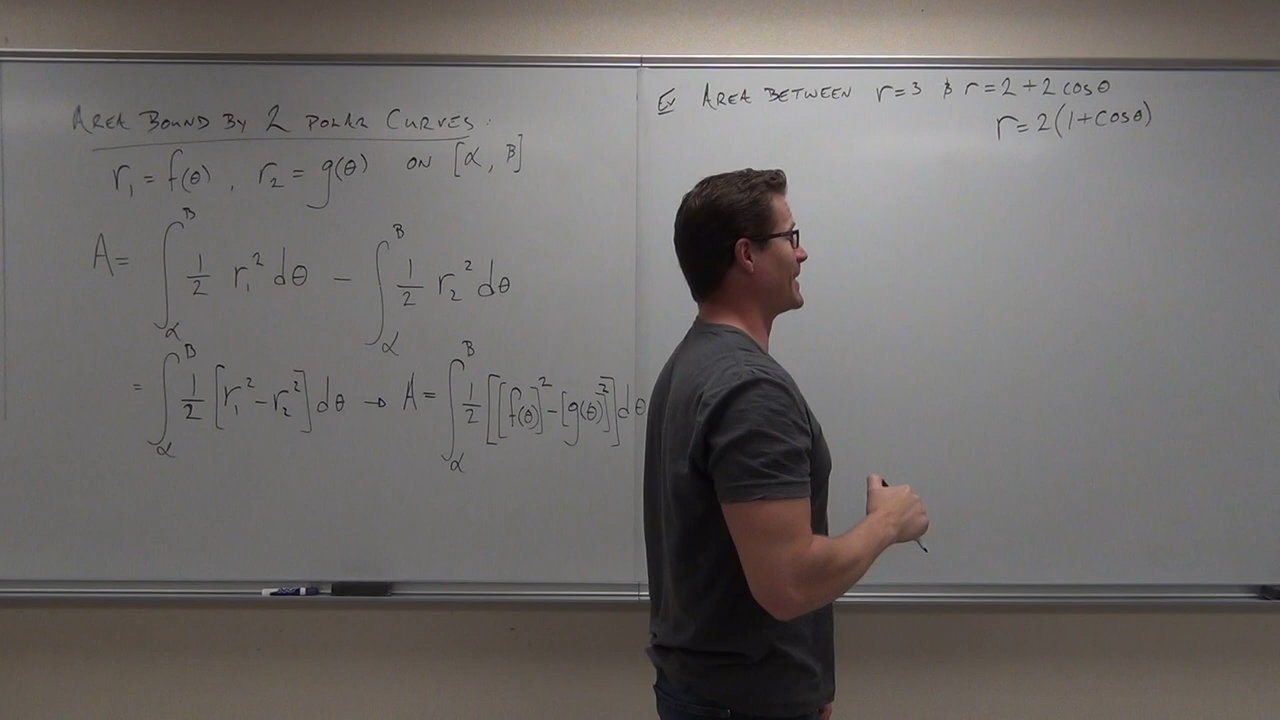 AREA BOUND BY 2 POLAR CURVES.
r₁ = f(θ), r₂ = g(θ) ON [α, B]
A = ∫_α^B 1/2 r₁² dθ − ∫_α^B 1/2 r₂² dθ
= ∫_α^B 1/2 [r₁² − r₂²] dθ → A = ∫_α^B 1/2 [[f(θ)]² − [g(θ)]²] dθ
Ex AREA BETWEEN r = 3 & r = 2 + 2 cosθ
r = 2(1 + cosθ)